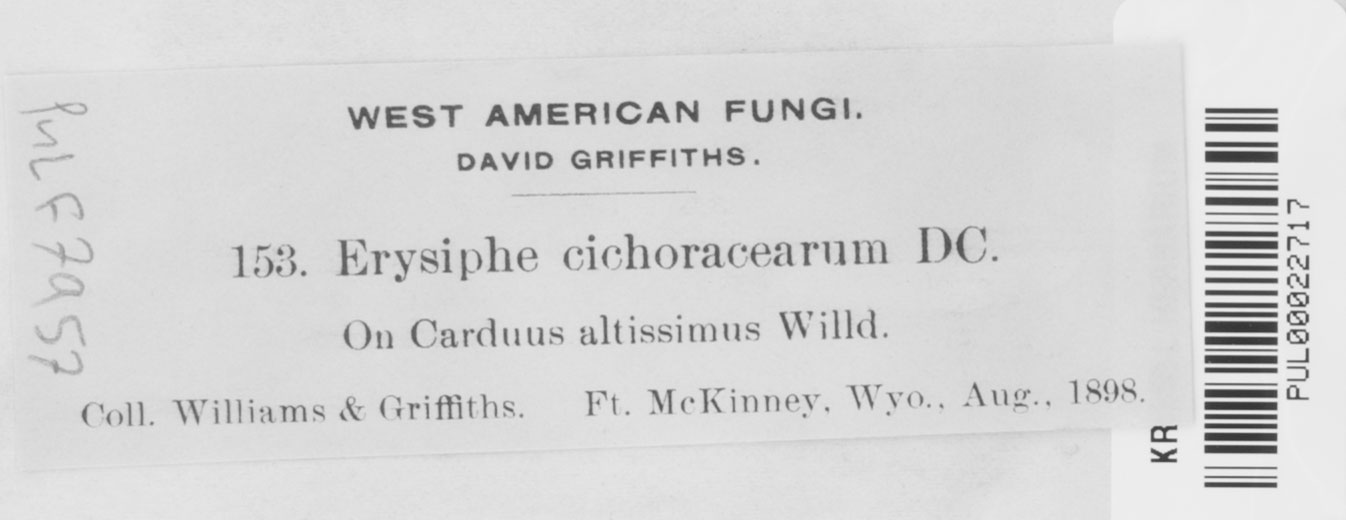 WEST AMERICAN FUNGI.
DAVID GRIFFITHS.
153. Erysiphe cichoracearum DC.
On Carduus altissimus Willd.
Coll. Williams & Griffiths. Ft. McKinney, Wyo., Aug., 1898.
PUL F7957
KR
PUL00022717